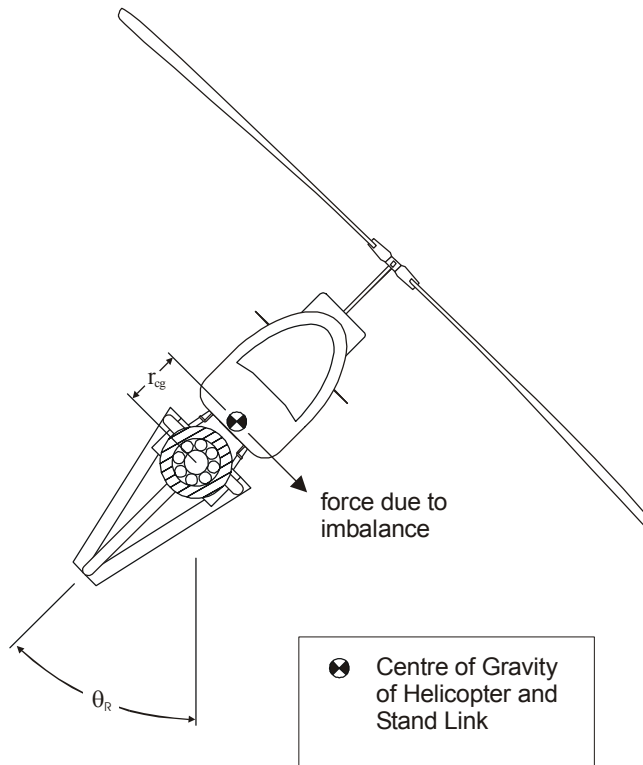 r_cg
force due to
imbalance
θ_R
Centre of Gravity
of Helicopter and
Stand Link